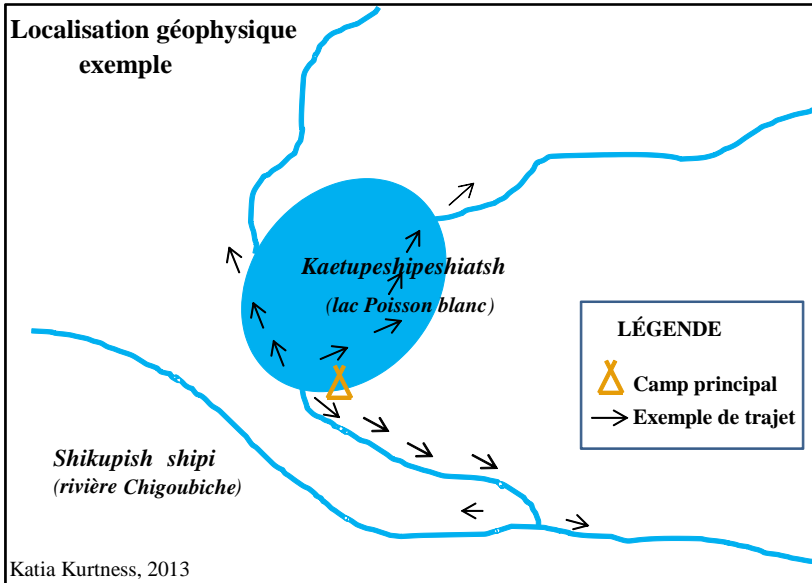 Localisation géophysique
exemple
Kaetupeshipeshiatsh
(lac Poisson blanc)
LÉGENDE
Camp principal
Exemple de trajet
Shikupish shipi
(rivière Chigoubiche)
Katia Kurtness, 2013